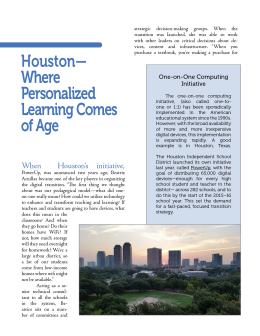 strategic decision-making groups. When the
transition was launched, she was able to work
with other leaders on critical decisions about de-
vices, content and infrastructure. "When you
purchase a textbook, you're making a purchase for
Houston—
Where
Personalized
Learning Comes
of Age
When Houston's initiative,
PowerUp, was announced two years ago, Beatriz
Arnillas became one of the key players in organizing
the digital transition. "The first thing we thought
about was our pedagogical model—what did one-
to-one really mean? How could we utilize technology
to enhance and transform teaching and learning? If
teachers and students are going to have devices, what
does this mean in the
classroom? And when
they go home? Do their
homes have WiFi? If
not, how much storage
will they need overnight
for homework? We're a
large urban district, so
a lot of our students
come from low-income
homes where wifi might
not be available."
Acting as a se-
nior technical consul-
tant to all the schools
in the system, Be-
atriz sits on a num-
ber of committees and
One-on-One Computing
Initiative
The one-on-one computing
initiative, (also called one-to-
one or 1:1) has been sporadically
implemented in the American
educational system since the 1990s.
However, with the broad availability
of more and more inexpensive
digital devices, this implementation
is expanding rapidly. A good
example is in Houston, Texas.
The Houston Independent School
District launched its own initiative
last year, called PowerUp, with the
goal of distributing 65,000 digital
devices—enough for every high
school student and teacher in the
district— across 282 schools, and to
do this by the start of the 2015-16
school year. This set the demand
for a fast-paced, focused transition
strategy.